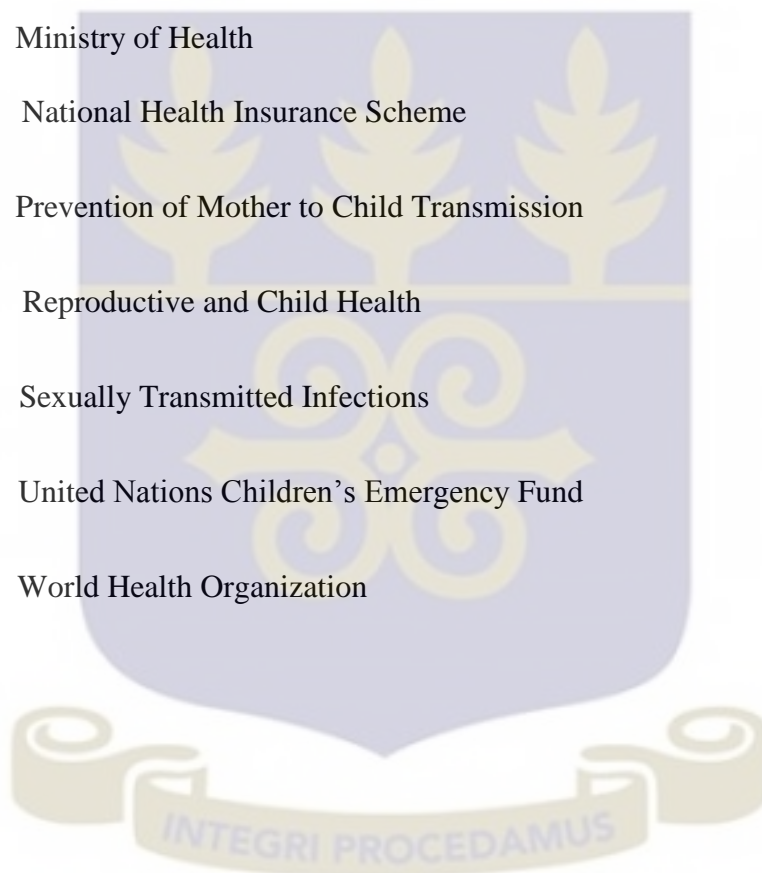 Ministry of Health
National Health Insurance Scheme
Prevention of Mother to Child Transmission
Reproductive and Child Health
Sexually Transmitted Infections
United Nations Children’s Emergency Fund
World Health Organization
INTEGRI PROCEDAMUS